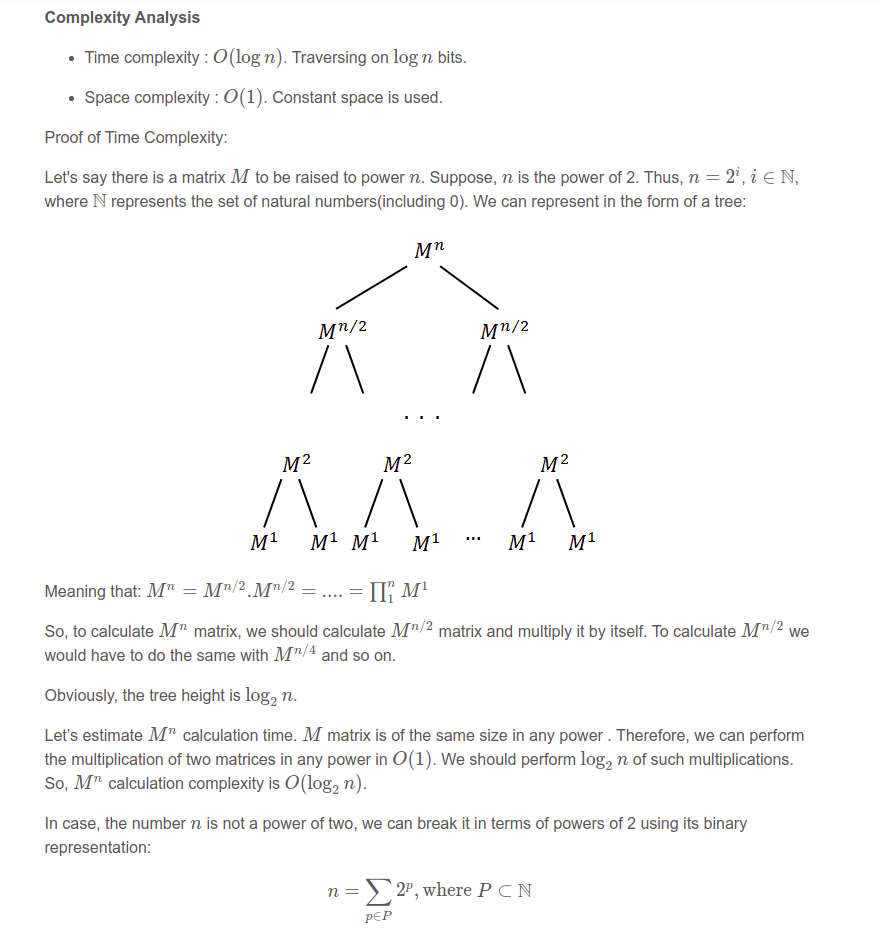 Complexity Analysis
• Time complexity : O(log n). Traversing on log n bits.
• Space complexity : O(1). Constant space is used.
Proof of Time Complexity:
Let's say there is a matrix M to be raised to power n. Suppose, n is the power of 2. Thus, n = 2^i, i ∈ ℕ,
where ℕ represents the set of natural numbers(including 0). We can represent in the form of a tree:
M^n
M^{n/2} M^{n/2}
. . .
M^2 M^2 M^2
M^1 M^1 M^1 M^1 ... M^1 M^1
Meaning that: M^n = M^{n/2}.M^{n/2} = .... = ∏_1^n M^1
So, to calculate M^n matrix, we should calculate M^{n/2} matrix and multiply it by itself. To calculate M^{n/2} we
would have to do the same with M^{n/4} and so on.
Obviously, the tree height is log_2 n.
Let's estimate M^n calculation time. M matrix is of the same size in any power . Therefore, we can perform
the multiplication of two matrices in any power in O(1). We should perform log_2 n of such multiplications.
So, M^n calculation complexity is O(log_2 n).
In case, the number n is not a power of two, we can break it in terms of powers of 2 using its binary
representation:
n = ∑_{p∈P} 2^p, where P ⊂ ℕ